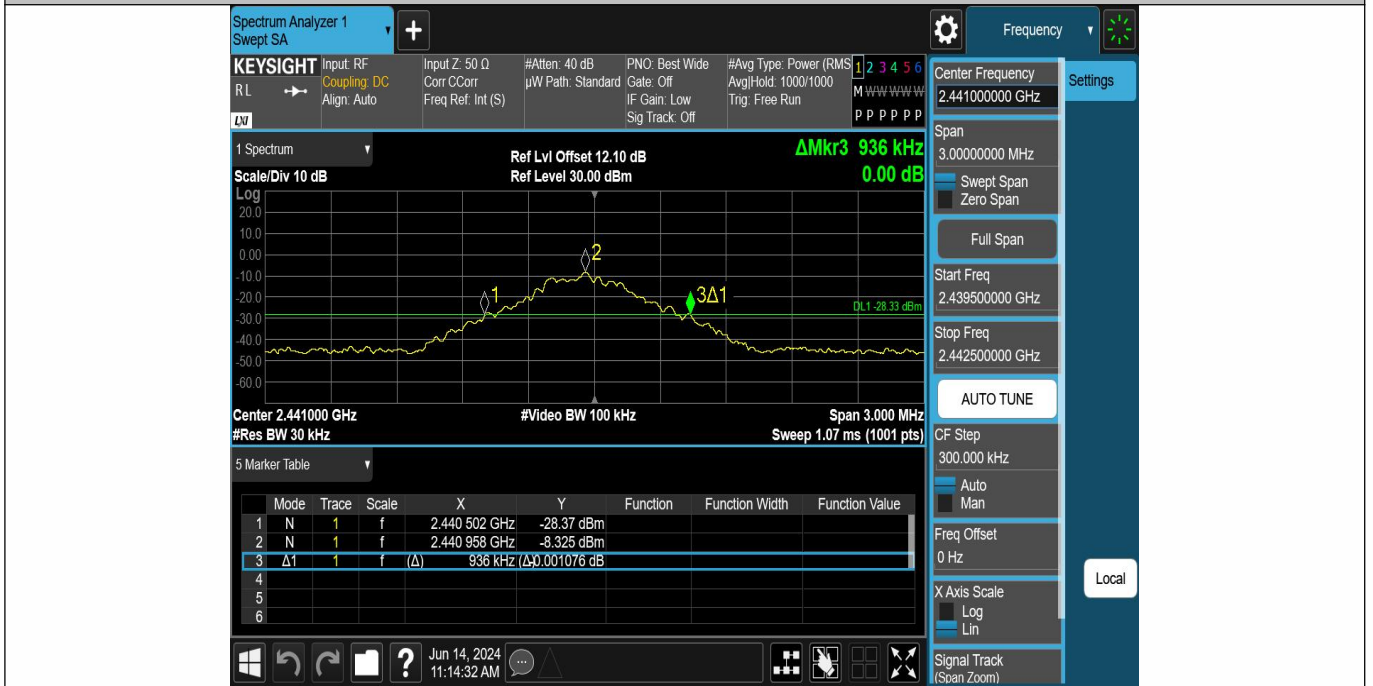 Spectrum Analyzer 1
Swept SA
+
Frequency
KEYSIGHT
RL
LXI
Input: RF
Coupling: DC
Align: Auto
Input Z: 50 Ω
Corr CCorr
Freq Ref: Int (S)
#Atten: 40 dB
µW Path: Standard
PNO: Best Wide
Gate: Off
IF Gain: Low
Sig Track: Off
#Avg Type: Power (RMS
Avg|Hold: 1000/1000
Trig: Free Run
1 2 3 4 5 6
M W W W W W
P P P P P P
Center Frequency
2.441000000 GHz
Settings
Span
3.00000000 MHz
Swept Span
Zero Span
Full Span
Start Freq
2.439500000 GHz
Stop Freq
2.442500000 GHz
AUTO TUNE
CF Step
300.000 kHz
Auto
Man
Freq Offset
0 Hz
X Axis Scale
Log
Lin
Signal Track
(Span Zoom)
Local
1 Spectrum
Scale/Div 10 dB
Ref Lvl Offset 12.10 dB
Ref Level 30.00 dBm
ΔMkr3 936 kHz
0.00 dB
Log
20.0
10.0
0.00
-10.0
-20.0
-30.0
-40.0
-50.0
-60.0
1
2
3Δ1
DL1 -28.33 dBm
Center 2.441000 GHz
#Video BW 100 kHz
Span 3.000 MHz
#Res BW 30 kHz
Sweep 1.07 ms (1001 pts)
5 Marker Table
Mode Trace Scale X Y Function Function Width Function Value
1 N 1 f 2.440 502 GHz -28.37 dBm
2 N 1 f 2.440 958 GHz -8.325 dBm
3 Δ1 1 f (Δ) 936 kHz (Δ) -0.001076 dB
4
5
6
?
Jun 14, 2024
11:14:32 AM